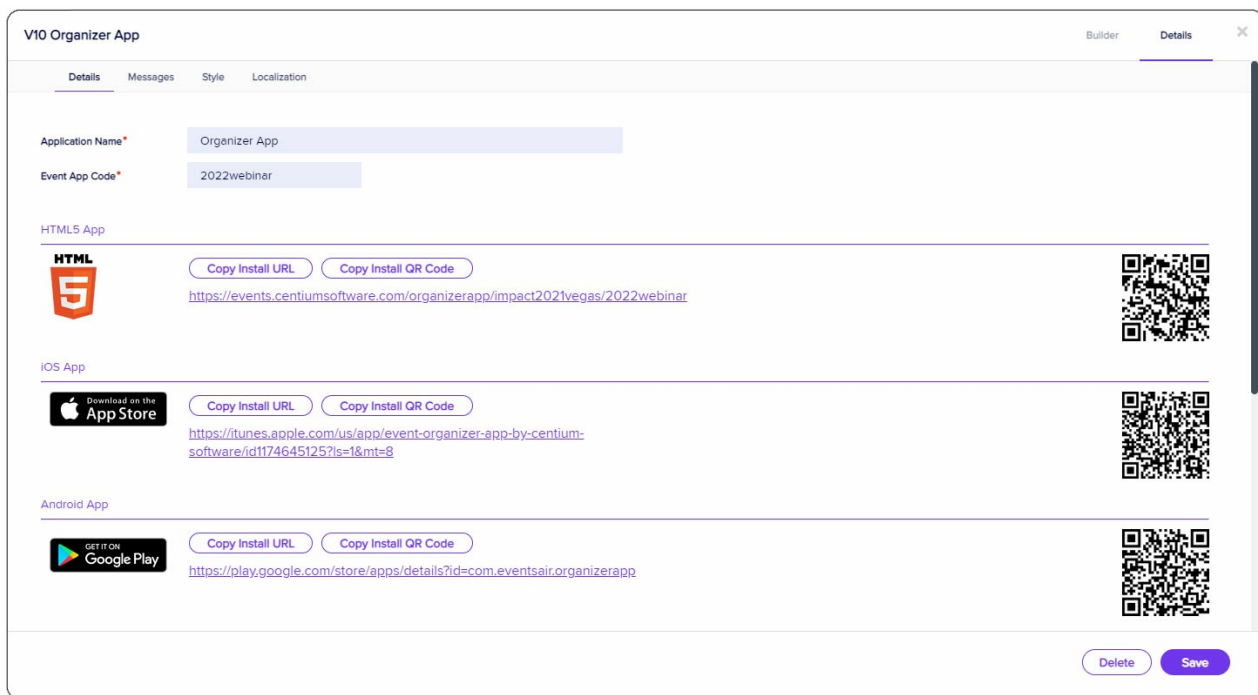 V10 Organizer App
Builder
Details
×
Details
Messages
Style
Localization
Application Name*
Organizer App
Event App Code*
2022webinar
HTML5 App
HTML
5
Copy Install URL
Copy Install QR Code
https://events.centiumsoftware.com/organizerapp/impact2021vegas/2022webinar
iOS App
Download on the
App Store
Copy Install URL
Copy Install QR Code
https://itunes.apple.com/us/app/event-organizer-app-by-centium-
software/id1174645125?ls=1&mt=8
Android App
GET IT ON
Google Play
Copy Install URL
Copy Install QR Code
https://play.google.com/store/apps/details?id=com.eventsair.organizerapp
Delete
Save